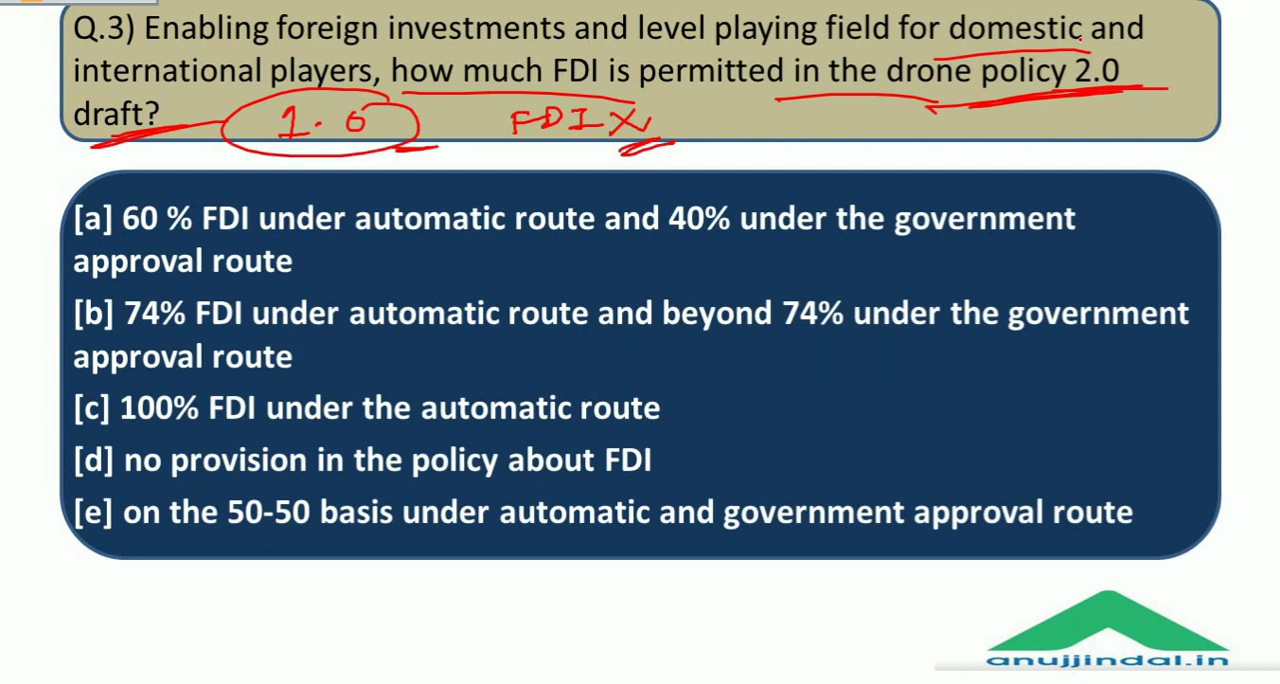 Q.3) Enabling foreign investments and level playing field for domestic and
international players, how much FDI is permitted in the drone policy 2.0
draft?
1.0 FDI X
[a] 60 % FDI under automatic route and 40% under the government
approval route
[b] 74% FDI under automatic route and beyond 74% under the government
approval route
[c] 100% FDI under the automatic route
[d] no provision in the policy about FDI
[e] on the 50-50 basis under automatic and government approval route
anujjindal.in